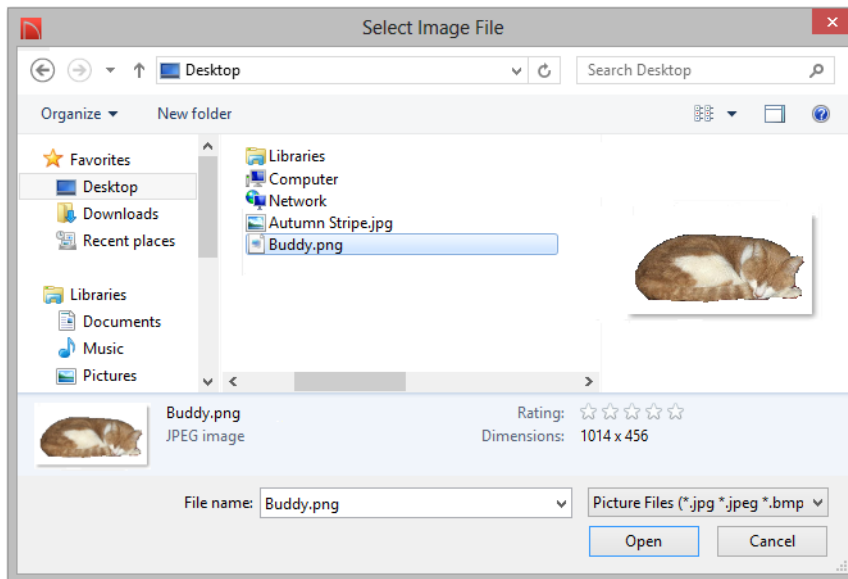 Select Image File
Desktop
Search Desktop
Organize
New folder
Favorites
Desktop
Downloads
Recent places
Libraries
Documents
Music
Pictures
Libraries
Computer
Network
Autumn Stripe.jpg
Buddy.png
Buddy.png
JPEG image
Rating:
Dimensions: 1014 x 456
File name: Buddy.png
Picture Files (*.jpg *.jpeg *.bmp
Open Cancel